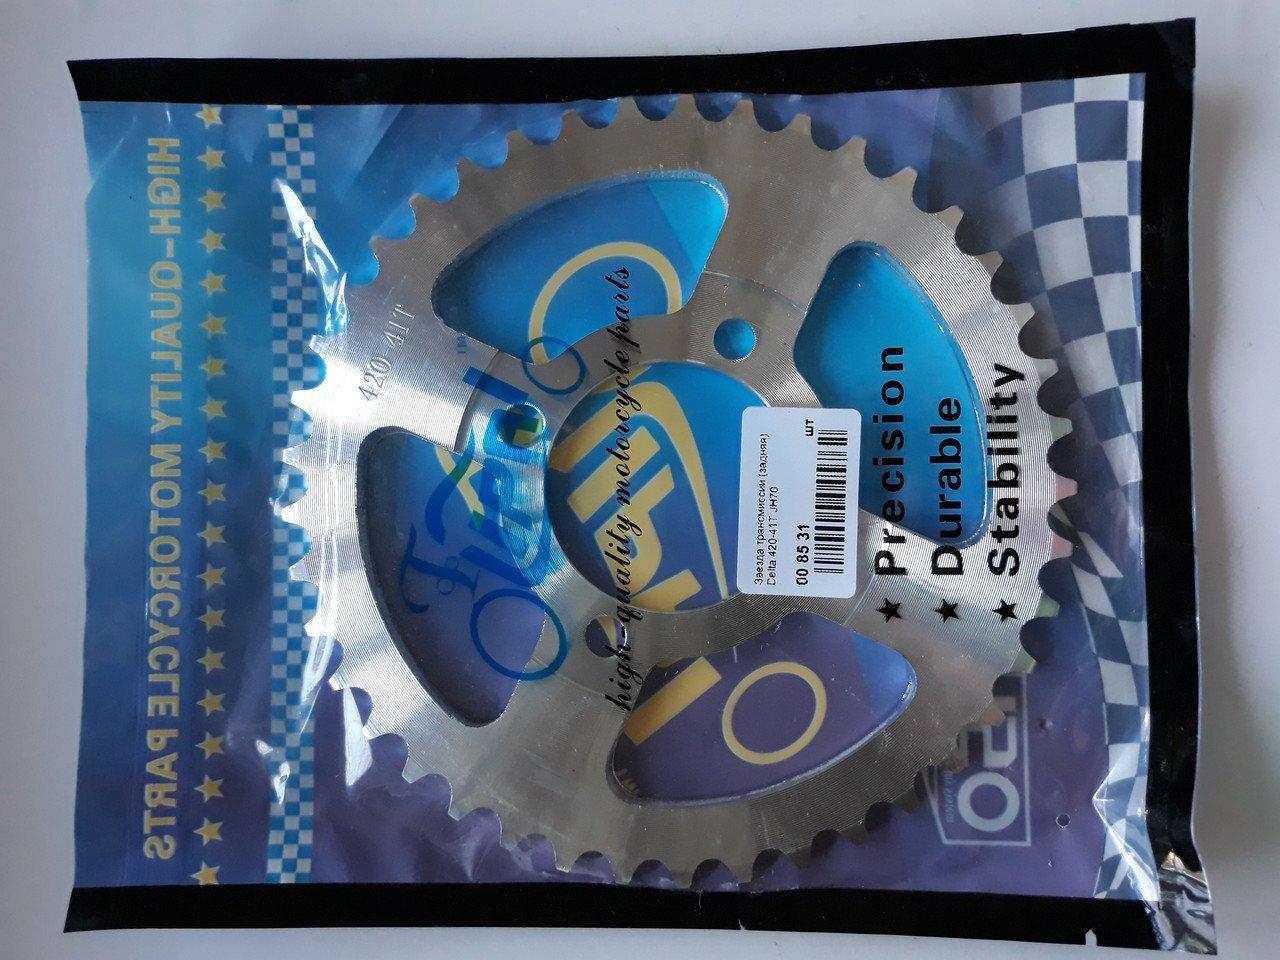 HIGH-QUALITY MOTORCYCLE PARTS
420-41T
high-quality motorcycle parts
Звезда трансмиссии (задняя)
Delta 420-41T JH70
00 85 31
шт
★ Precision
★ Durable
★ Stability